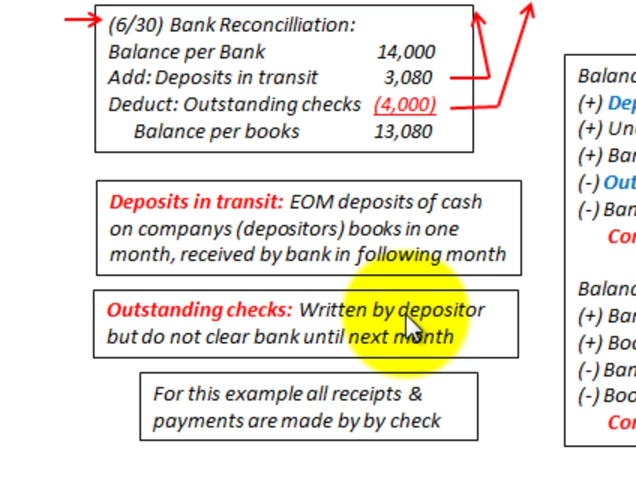 (6/30) Bank Reconcilliation:
Balance per Bank 14,000
Add: Deposits in transit 3,080
Deduct: Outstanding checks (4,000)
Balance per books 13,080
Deposits in transit: EOM deposits of cash
on companys (depositors) books in one
month, received by bank in following month
Outstanding checks: Written by depositor
but do not clear bank until next month
For this example all receipts &
payments are made by by check
(+)
(+)
(+)
(-)
(-)
(+)
(+)
(-)
(-)